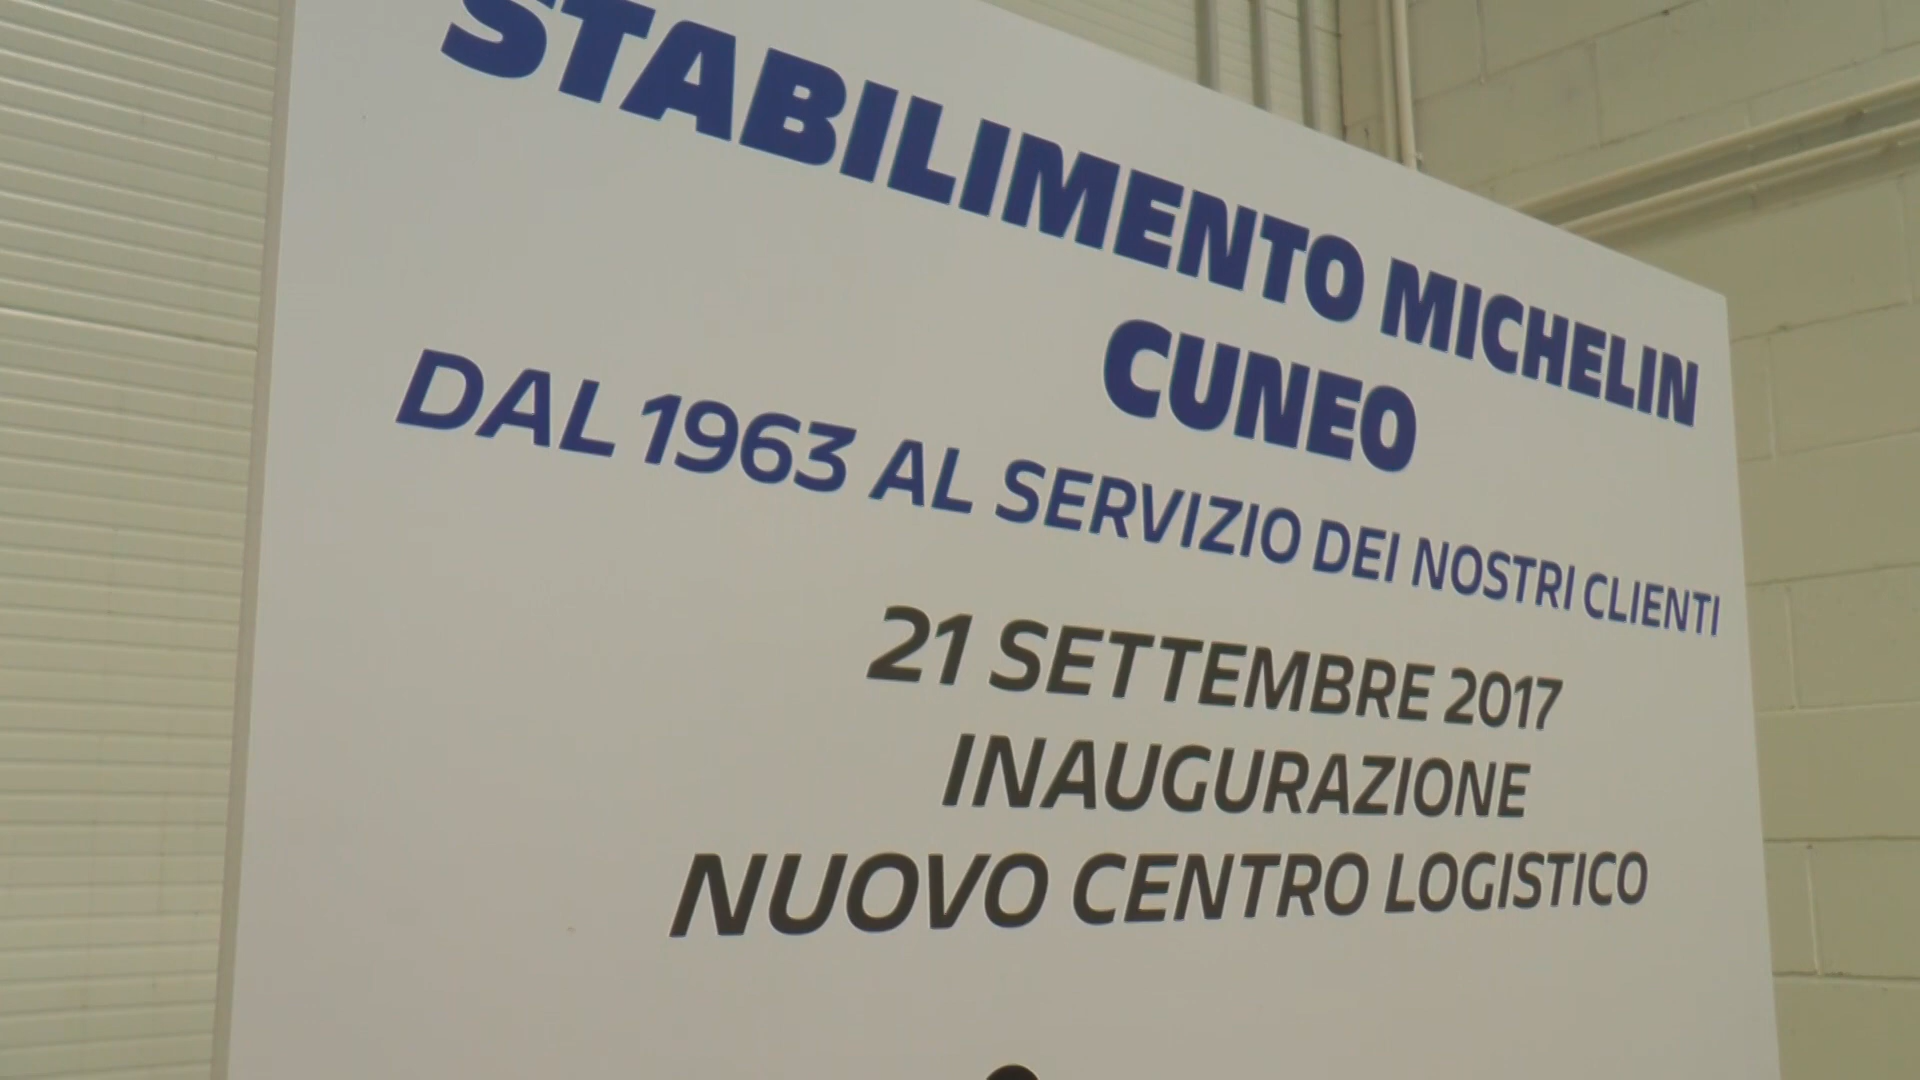 STABILIMENTO MICHELIN
CUNEO
DAL 1963 AL SERVIZIO DEI NOSTRI CLIENTI
21 SETTEMBRE 2017
INAUGURAZIONE
NUOVO CENTRO LOGISTICO